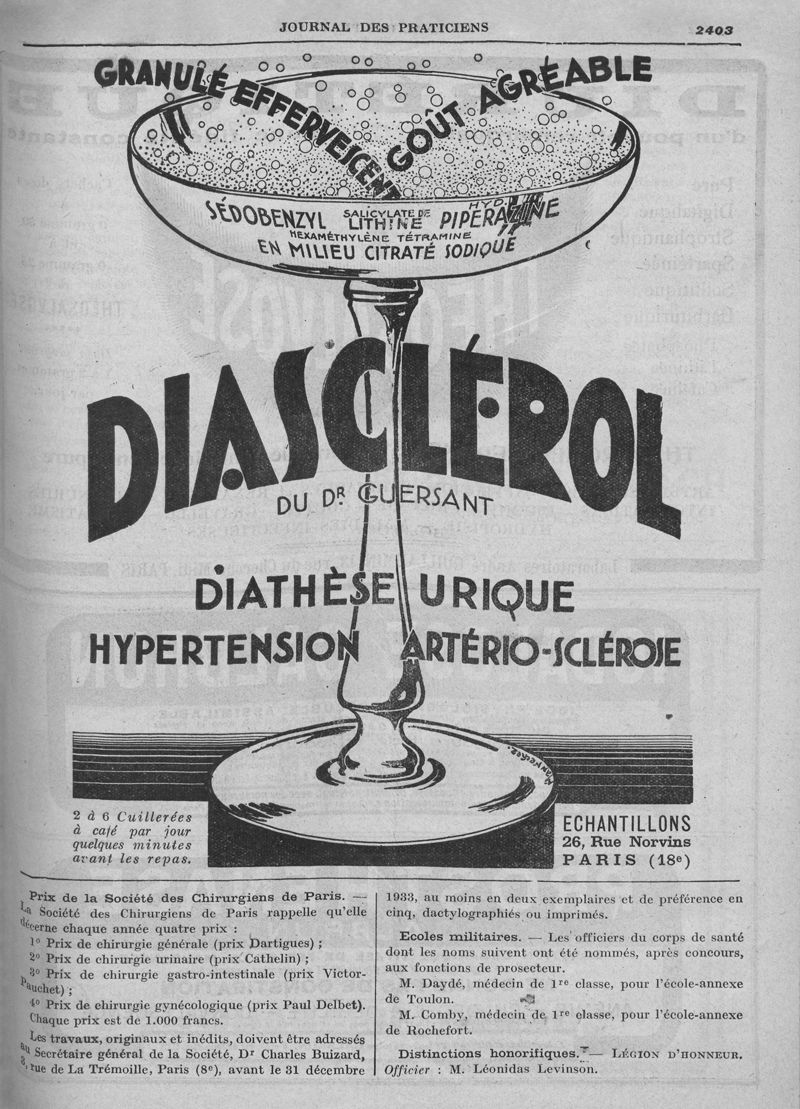 JOURNAL DES PRATICIENS
2403
GRANULÉ EFFERVESCENT
GOÛT AGRÉABLE
SÉDOBENZYL SALICYLATE DE LITHINE PIPÉRAZINE HYD
HEXAMÉTHYLÈNE TÉTRAMINE
EN MILIEU CITRATÉ SODIQUE
DIASCLÉROL
DU DR GUERSANT
DIATHÈSE URIQUE
HYPERTENSION ARTÉRIO-SCLÉROSE
2 à 6 Cuillerées
à café par jour
quelques minutes
avant les repas.
ECHANTILLONS
26, Rue Norvins
PARIS (18e)
Prix de la Société des Chirurgiens de Paris. —
La Société des Chirurgiens de Paris rappelle qu'elle
décerne chaque année quatre prix :
1º Prix de chirurgie générale (prix Dartigues) ;
2º Prix de chirurgie urinaire (prix Cathelin) ;
3º Prix de chirurgie gastro-intestinale (prix Victor-
Pauchet) ;
4º Prix de chirurgie gynécologique (prix Paul Delbet).
Chaque prix est de 1.000 francs.
Les travaux, originaux et inédits, doivent être adressés
au Secrétaire général de la Société, Dr Charles Buizard,
3, rue de La Trémoille, Paris (8e), avant le 31 décembre
1933, au moins en deux exemplaires et de préférence en
cinq, dactylographiés ou imprimés.
Ecoles militaires. — Les officiers du corps de santé
dont les noms suivent ont été nommés, après concours,
aux fonctions de prosecteur.
M. Daydé, médecin de 1re classe, pour l'école-annexe
de Toulon.
M. Comby, médecin de 1re classe, pour l'école-annexe
de Rochefort.
Distinctions honorifiques. — LÉGION D'HONNEUR.
Officier : M. Léonidas Levinson.